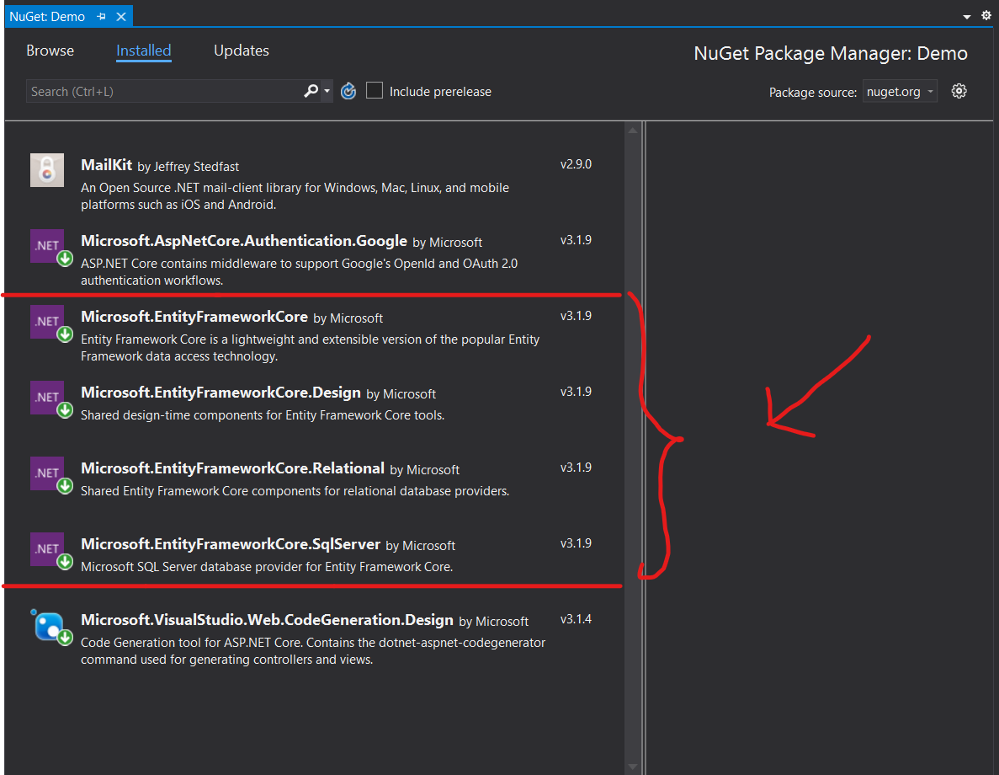 NuGet: Demo
Browse Installed Updates
NuGet Package Manager: Demo
Search (Ctrl+L)
Include prerelease
Package source: nuget.org
MailKit by Jeffrey Stedfast v2.9.0
An Open Source .NET mail-client library for Windows, Mac, Linux, and mobile
platforms such as iOS and Android.
.NET
Microsoft.AspNetCore.Authentication.Google by Microsoft v3.1.9
ASP.NET Core contains middleware to support Google's OpenId and OAuth 2.0
authentication workflows.
.NET
Microsoft.EntityFrameworkCore by Microsoft v3.1.9
Entity Framework Core is a lightweight and extensible version of the popular Entity
Framework data access technology.
.NET
Microsoft.EntityFrameworkCore.Design by Microsoft v3.1.9
Shared design-time components for Entity Framework Core tools.
.NET
Microsoft.EntityFrameworkCore.Relational by Microsoft v3.1.9
Shared Entity Framework Core components for relational database providers.
.NET
Microsoft.EntityFrameworkCore.SqlServer by Microsoft v3.1.9
Microsoft SQL Server database provider for Entity Framework Core.
Microsoft.VisualStudio.Web.CodeGeneration.Design by Microsoft v3.1.4
Code Generation tool for ASP.NET Core. Contains the dotnet-aspnet-codegenerator
command used for generating controllers and views.